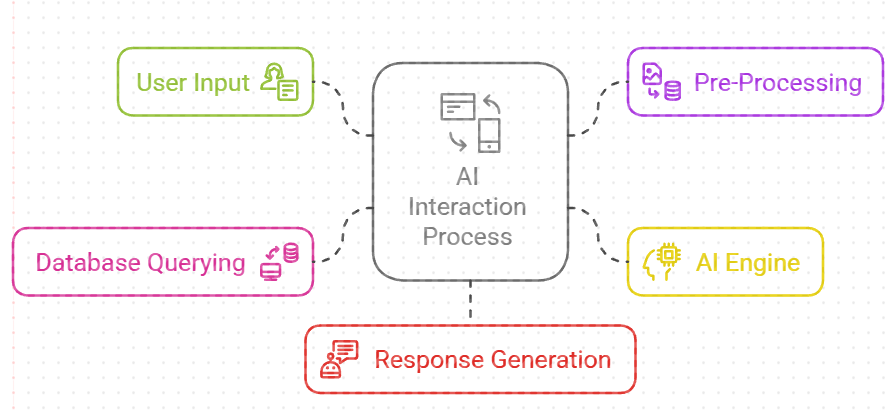 User Input
Pre-Processing
AI
Interaction
Process
Database Querying
AI Engine
Response Generation